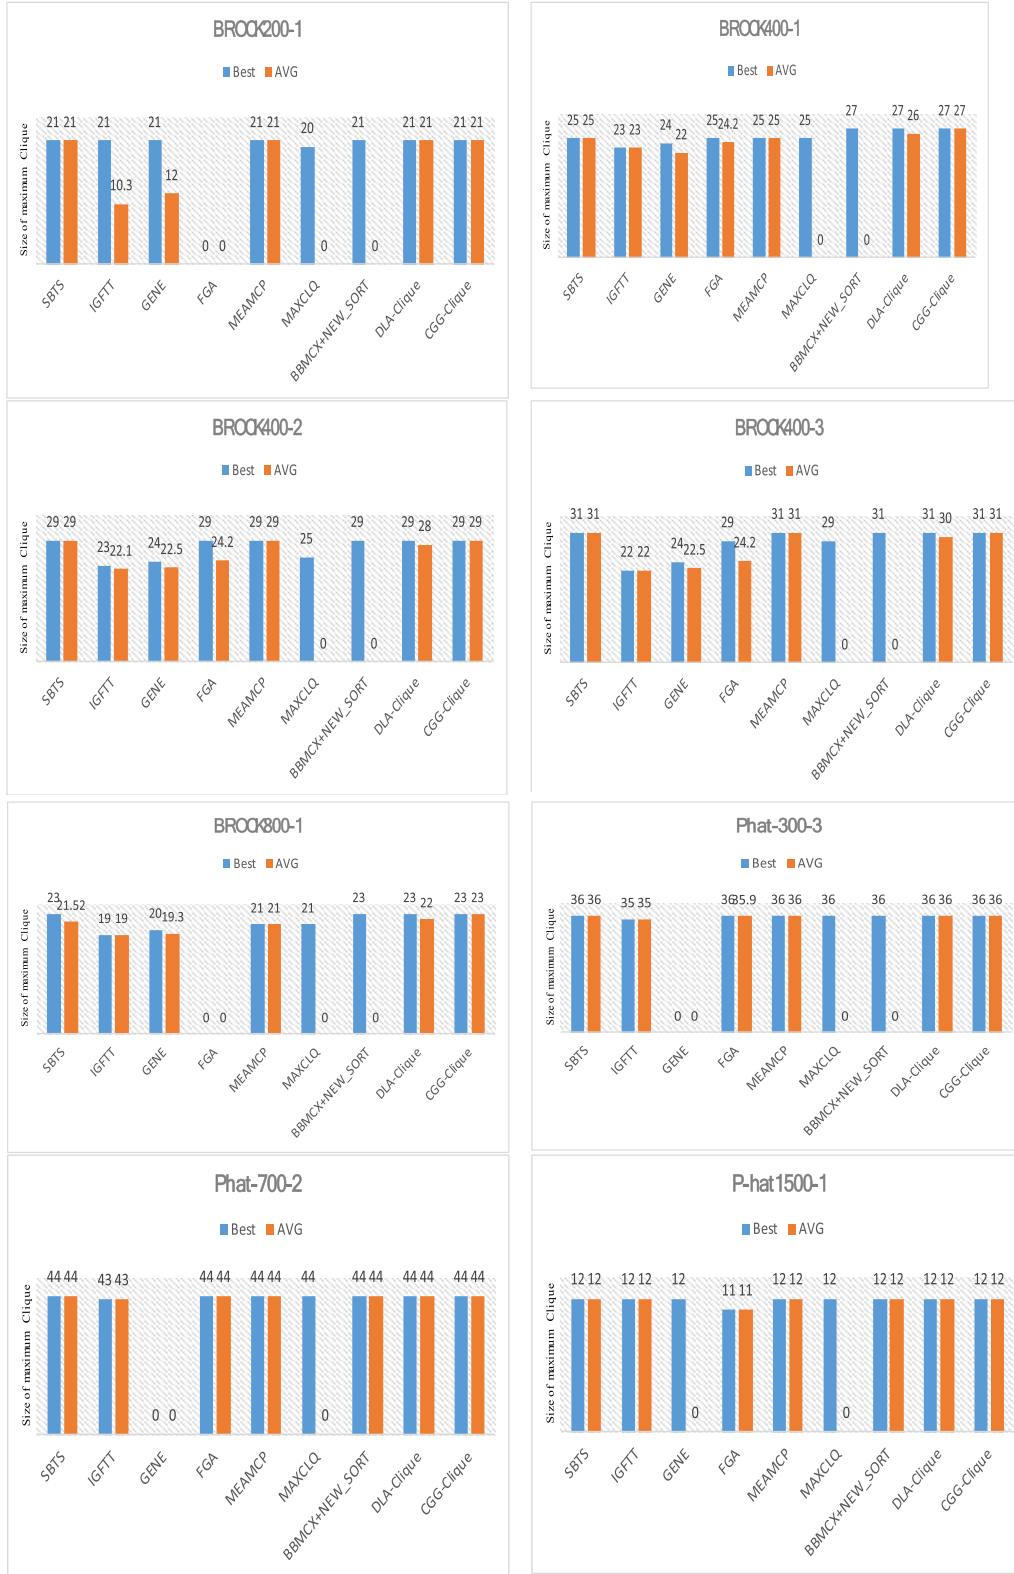 BROCK200-1
Best AVG
Size of maximum Clique
21 21 21 10.3 21 12 0 0 21 21 20 0 21 0 21 21 21 21
SBTS IGFTT GENE FGA MEAMCP MAXCLQ BBMCX+NEW_SORT DLA-Clique CGG-Clique
BROCK400-1
Best AVG
Size of maximum Clique
25 25 23 23 24 22 25 24.2 25 25 25 0 27 0 27 26 27 27
SBTS IGFTT GENE FGA MEAMCP MAXCLQ BBMCX+NEW_SORT DLA-Clique CGG-Clique
BROCK400-2
Best AVG
Size of maximum Clique
29 29 23 22.1 24 22.5 29 24.2 29 29 25 0 29 0 29 28 29 29
SBTS IGFTT GENE FGA MEAMCP MAXCLQ BBMCX+NEW_SORT DLA-Clique CGG-Clique
BROCK400-3
Best AVG
Size of maximum Clique
31 31 22 22 24 22.5 29 24.2 31 31 29 0 31 0 31 30 31 31
SBTS IGFTT GENE FGA MEAMCP MAXCLQ BBMCX+NEW_SORT DLA-Clique CGG-Clique
BROCK800-1
Best AVG
Size of maximum Clique
23 21.52 19 19 20 19.3 0 0 21 21 21 0 23 0 23 22 23 23
SBTS IGFTT GENE FGA MEAMCP MAXCLQ BBMCX+NEW_SORT DLA-Clique CGG-Clique
Phat-300-3
Best AVG
Size of maximum Clique
36 36 35 35 0 0 36 35.9 36 36 36 0 36 0 36 36 36 36
SBTS IGFTT GENE FGA MEAMCP MAXCLQ BBMCX+NEW_SORT DLA-Clique CGG-Clique
Phat-700-2
Best AVG
Size of maximum Clique
44 44 43 43 0 0 44 44 44 44 44 0 44 44 44 44 44 44
SBTS IGFTT GENE FGA MEAMCP MAXCLQ BBMCX+NEW_SORT DLA-Clique CGG-Clique
P-hat1500-1
Best AVG
Size of maximum Clique
12 12 12 12 12 0 11 11 12 12 12 0 12 12 12 12 12 12
SBTS IGFTT GENE FGA MEAMCP MAXCLQ BBMCX+NEW_SORT DLA-Clique CGG-Clique